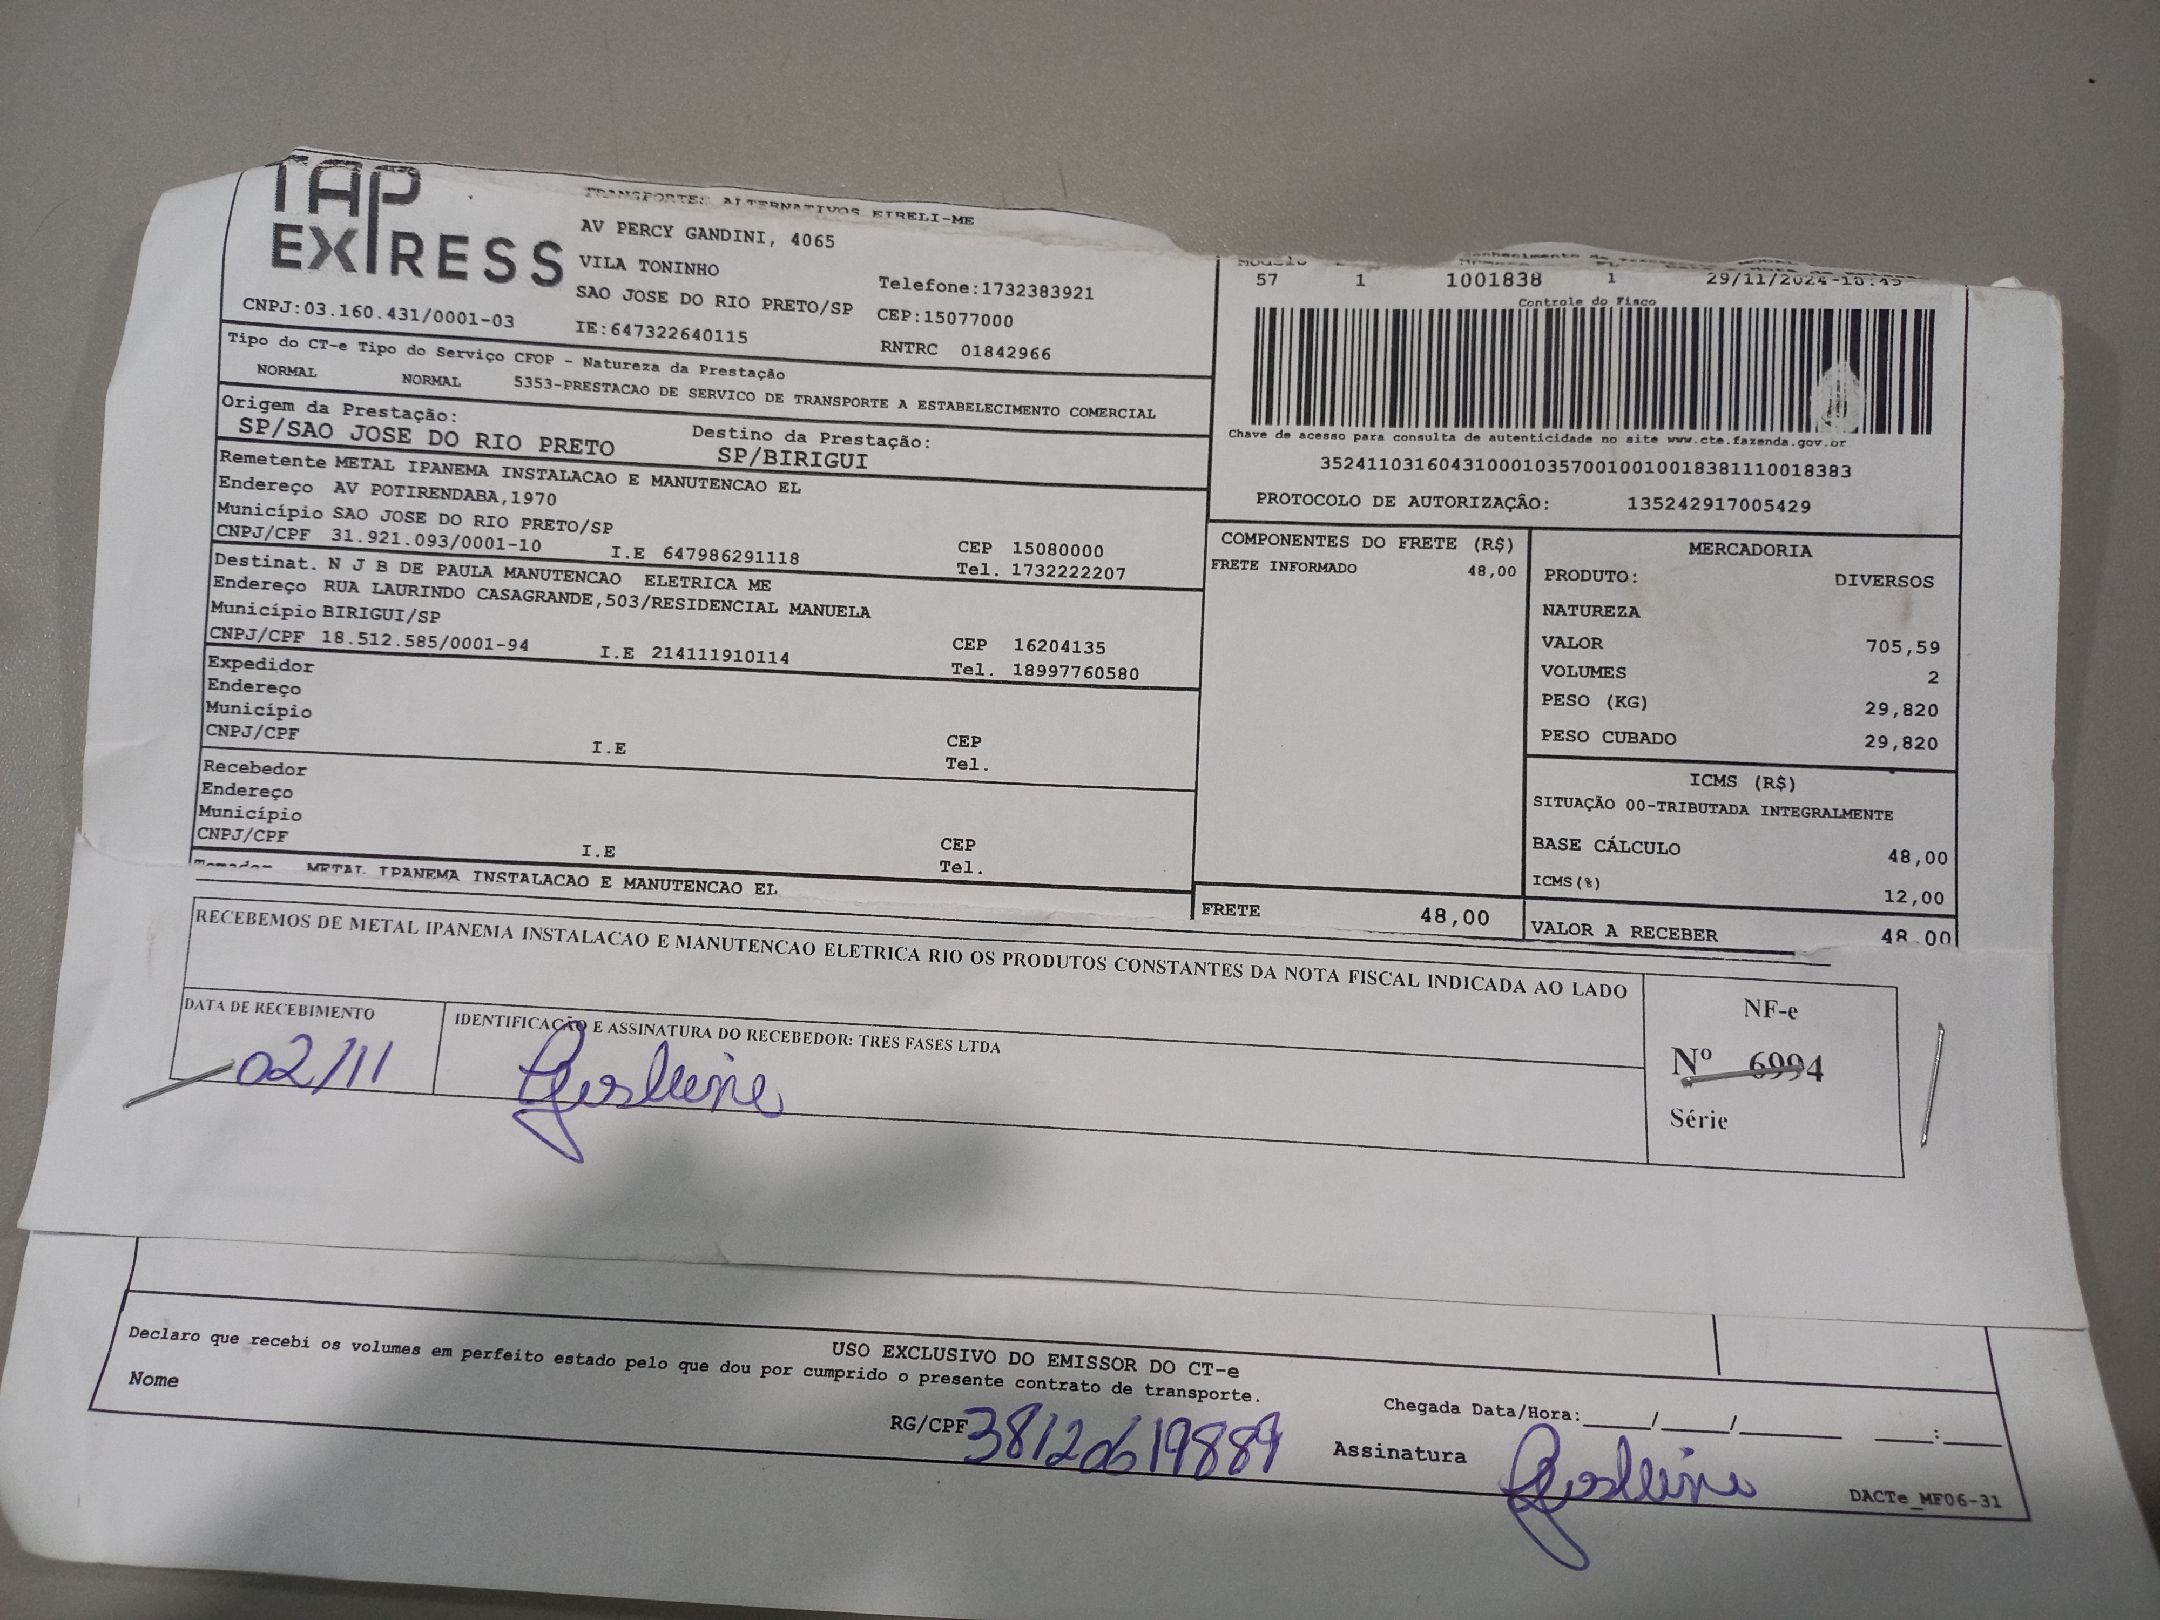 TAP
EXPRESS
TRANSPORTES ALTERNATIVOS EIRELI-ME
AV PERCY GANDINI, 4065
VILA TONINHO
SAO JOSE DO RIO PRETO/SP
Telefone:1732383921
CEP:15077000
CNPJ:03.160.431/0001-03
IE:647322640115
RNTRC 01842966
57 1 1001838 1 29/11/2024-16:45
Controle do Fisco
Chave de acesso para consulta de autenticidade no site www.cte.fazenda.gov.br
35241103160431000103570010010018381110018383
PROTOCOLO DE AUTORIZAÇÃO: 135242917005429
Tipo do CT-e Tipo do Serviço CFOP - Natureza da Prestação
NORMAL NORMAL 5353-PRESTACAO DE SERVICO DE TRANSPORTE A ESTABELECIMENTO COMERCIAL
Origem da Prestação: Destino da Prestação:
SP/SAO JOSE DO RIO PRETO SP/BIRIGUI
Remetente METAL IPANEMA INSTALACAO E MANUTENCAO EL
Endereço AV POTIRENDABA,1970
Município SAO JOSE DO RIO PRETO/SP CEP 15080000
CNPJ/CPF 31.921.093/0001-10 I.E 647986291118 Tel. 1732222207
Destinat. N J B DE PAULA MANUTENCAO ELETRICA ME
Endereço RUA LAURINDO CASAGRANDE,503/RESIDENCIAL MANUELA
Município BIRIGUI/SP CEP 16204135
CNPJ/CPF 18.512.585/0001-94 I.E 214111910114 Tel. 18997760580
Expedidor
Endereço
Município CEP
CNPJ/CPF I.E Tel.
Recebedor
Endereço
Município CEP
CNPJ/CPF I.E Tel.
METAL IPANEMA INSTALACAO E MANUTENCAO EL
COMPONENTES DO FRETE (R$)
FRETE INFORMADO 48,00
FRETE 48,00
MERCADORIA
PRODUTO: DIVERSOS
NATUREZA
VALOR 705,59
VOLUMES 2
PESO (KG) 29,820
PESO CUBADO 29,820
ICMS (R$)
SITUAÇÃO 00-TRIBUTADA INTEGRALMENTE
BASE CÁLCULO 48,00
ICMS(%) 12,00
VALOR A RECEBER 48,00
RECEBEMOS DE METAL IPANEMA INSTALACAO E MANUTENCAO ELETRICA RIO OS PRODUTOS CONSTANTES DA NOTA FISCAL INDICADA AO LADO
DATA DE RECEBIMENTO
02/11
IDENTIFICAÇÃO E ASSINATURA DO RECEBEDOR: TRES FASES LTDA
NF-e
Nº 6994
Série
USO EXCLUSIVO DO EMISSOR DO CT-e
Declaro que recebi os volumes em perfeito estado pelo que dou por cumprido o presente contrato de transporte.
Nome
RG/CPF 38120619889
Chegada Data/Hora:____/____/______ ___:___
Assinatura
DACTe_MF06-31